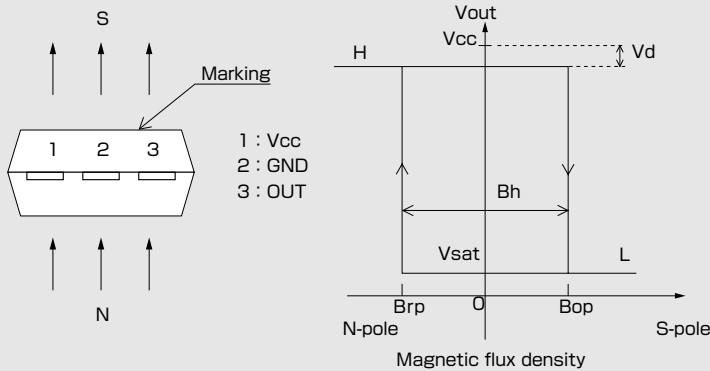 S
Marking
1 2 3
1 : Vcc
2 : GND
3 : OUT
N
Vout
Vcc
H
Vd
Bh
Vsat
L
Brp
O
Bop
N-pole
S-pole
Magnetic flux density